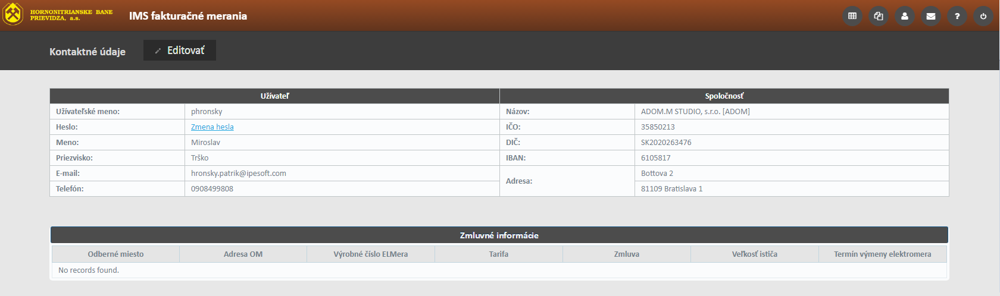 HORNONITRIANSKE BANE
PRIEVIDZA, a.s.
IMS fakturačné merania
Kontaktné údaje
Editovať
Užívateľ
Spoločnosť
Užívateľské meno: phronsky
Názov: ADOM.M STUDIO, s.r.o. [ADOM]
Heslo: Zmena hesla
IČO: 35850213
Meno: Miroslav
DIČ: SK2020263476
Priezvisko: Trško
IBAN: 6105817
E-mail: hronsky.patrik@ipesoft.com
Adresa: Bottova 2
Telefón: 0908499808
81109 Bratislava 1
Zmluvné informácie
Odberné miesto Adresa OM Výrobné číslo ELMera Tarifa Zmluva Veľkosť ističa Termín výmeny elektromera
No records found.